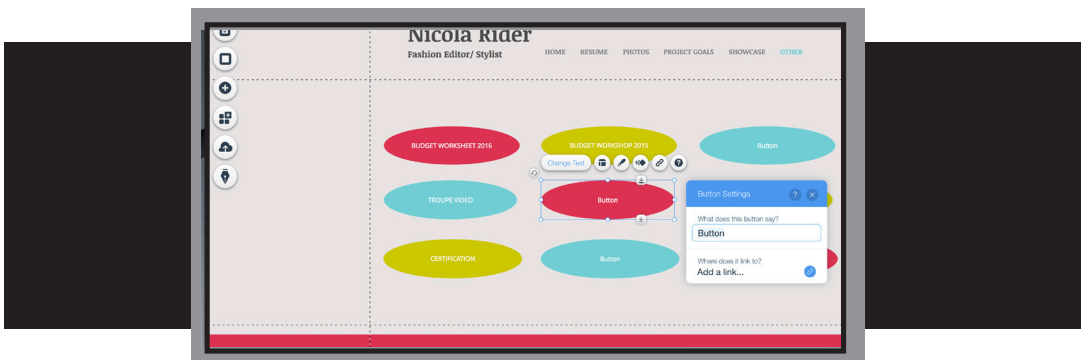 Nicola Rider
Fashion Editor/ Stylist
HOME RESUME PHOTOS PROJECT GOALS SHOWCASE OTHER
BUDGET WORKSHEET 2016
BUDGET WORKSHOP 2015
Button
Change Text
TROUPE VIDEO
Button
Button Settings
What does this button say?
Button
CERTIFICATION
Button
Where does it link to?
Add a link...